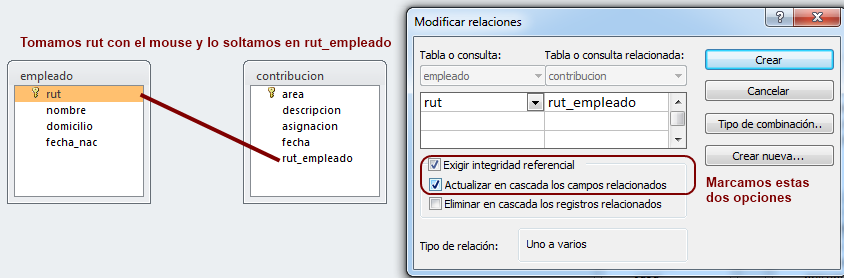 Tomamos rut con el mouse y lo soltamos en rut_empleado
empleado
rut
nombre
domicilio
fecha_nac
contribucion
area
descripcion
asignacion
fecha
rut_empleado
Modificar relaciones
Tabla o consulta:
Tabla o consulta relacionada:
empleado
contribucion
rut
rut_empleado
Exigir integridad referencial
Actualizar en cascada los campos relacionados
Eliminar en cascada los registros relacionados
Tipo de relación:
Uno a varios
Crear
Cancelar
Tipo de combinación..
Crear nueva...
Marcamos estas
dos opciones